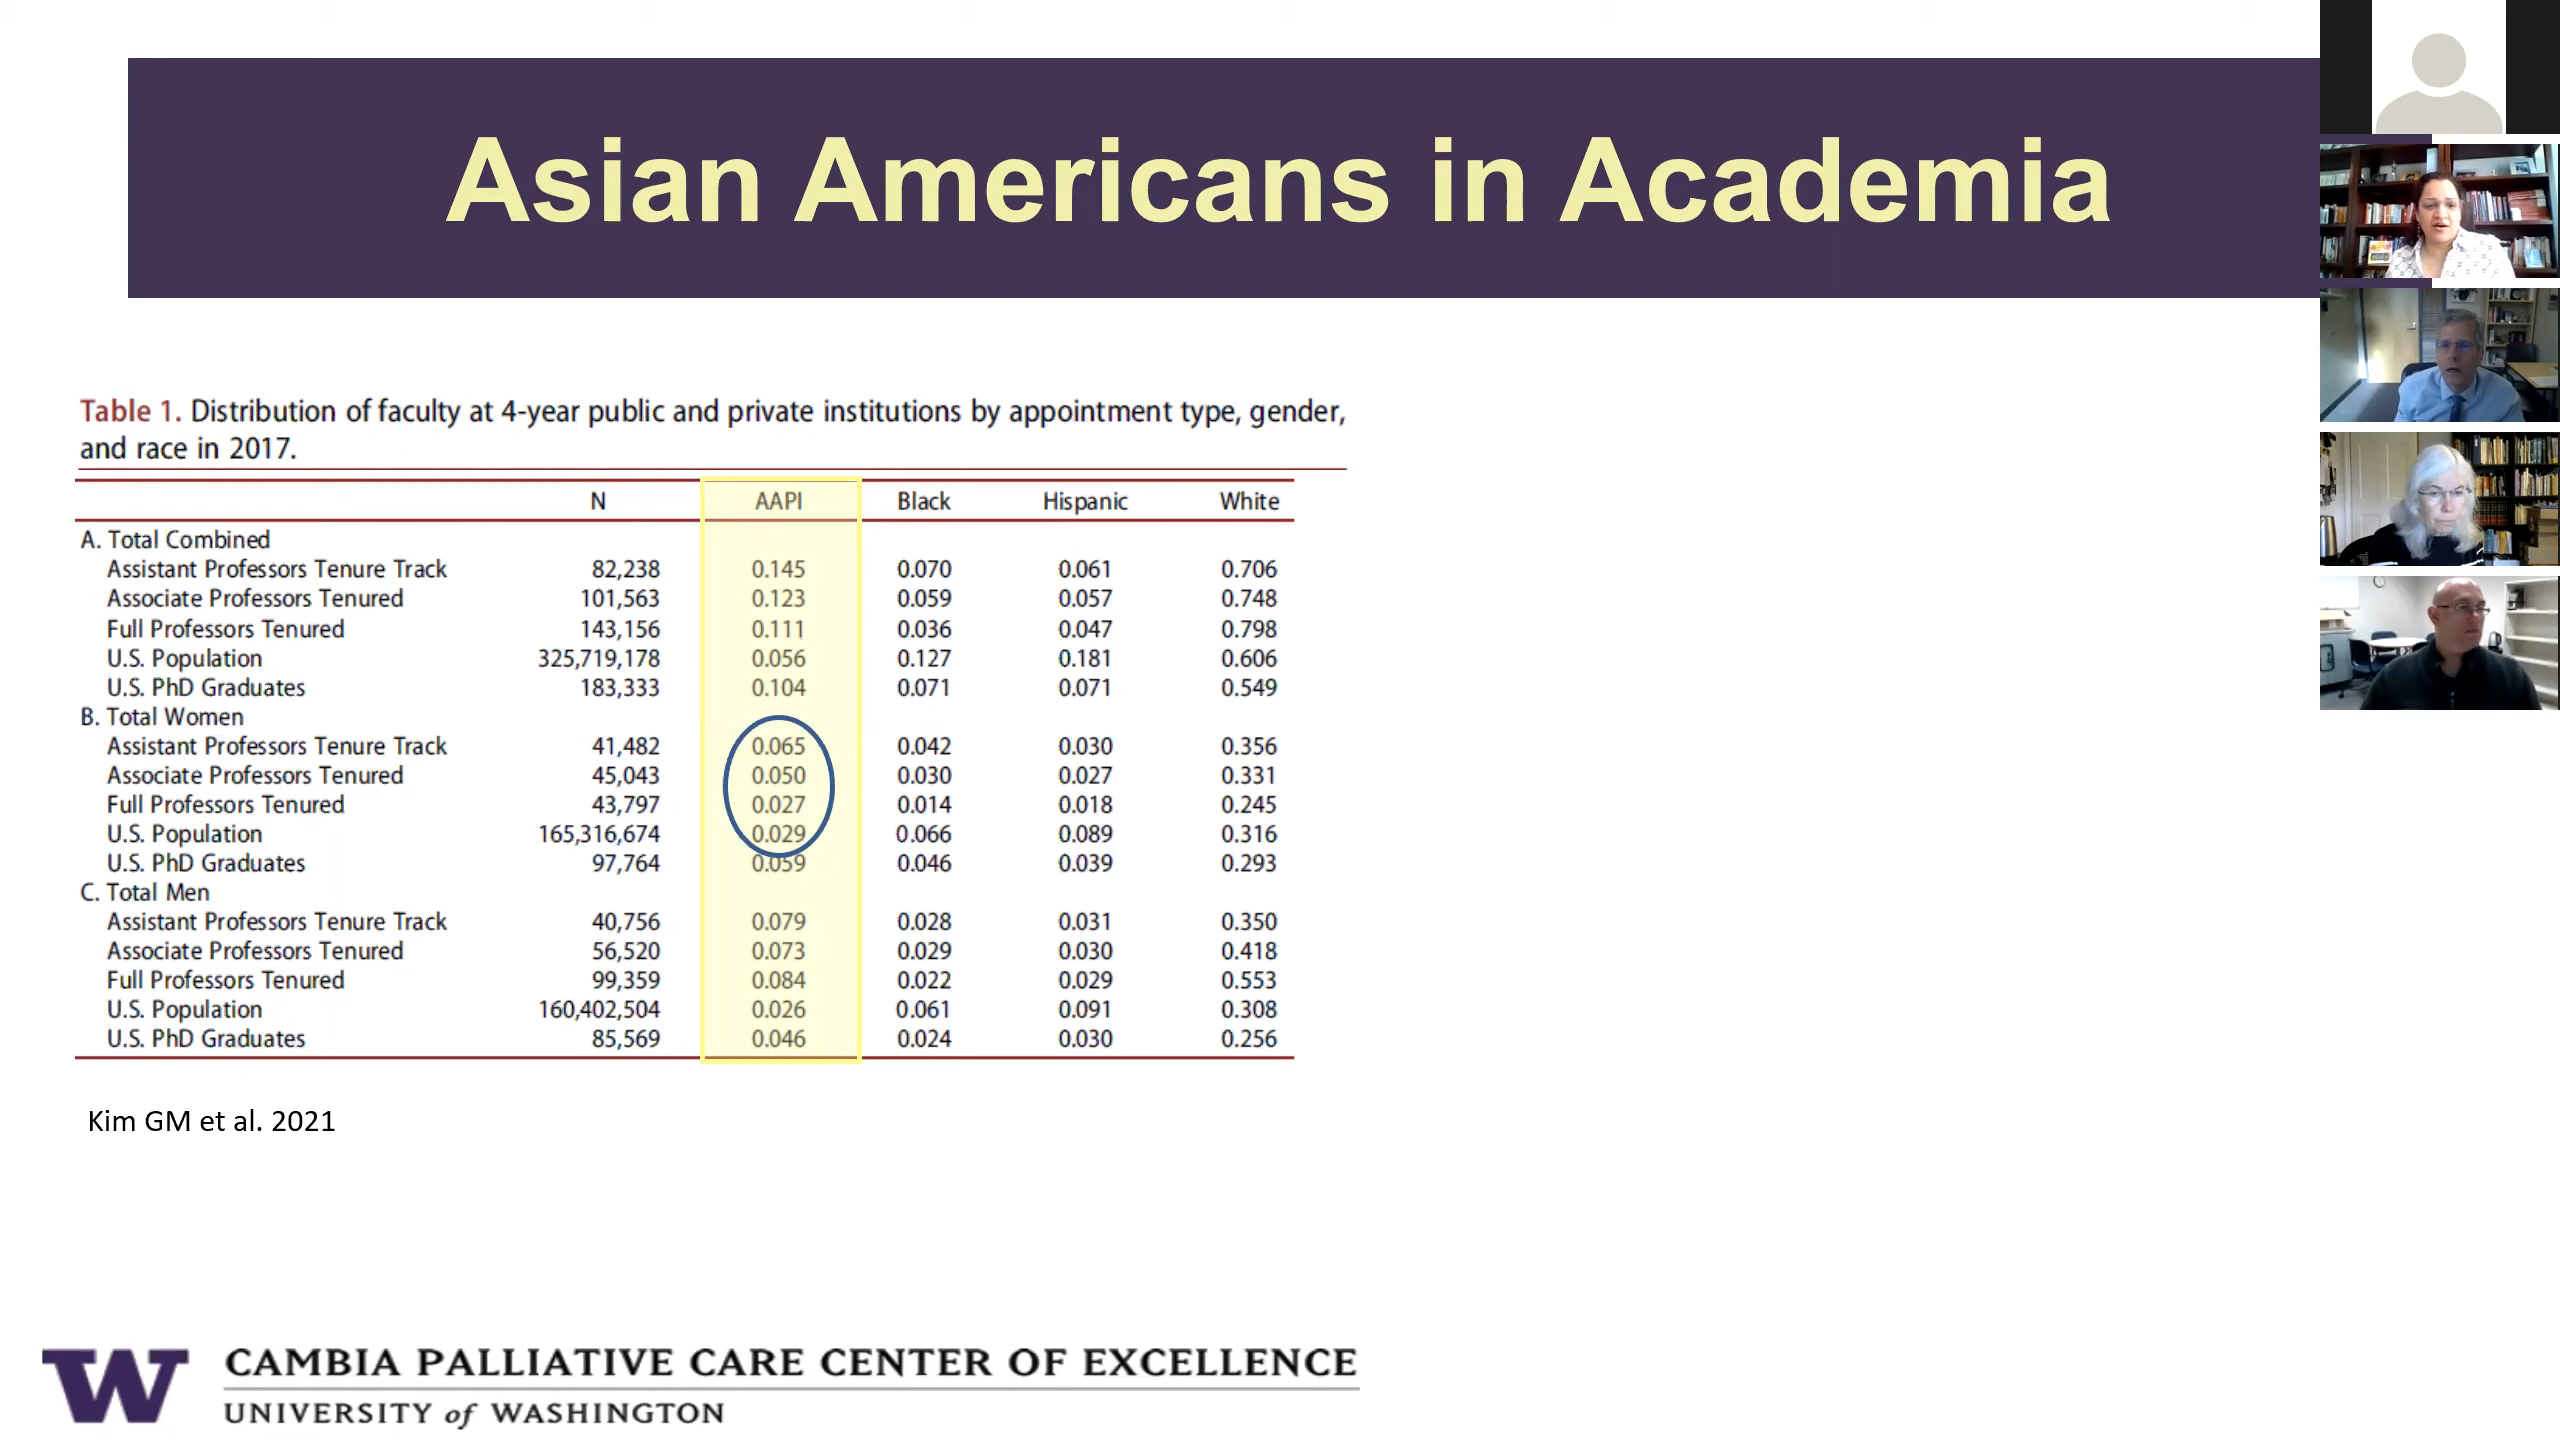 Asian Americans in Academia
Table 1. Distribution of faculty at 4-year public and private institutions by appointment type, gender,
and race in 2017.
N AAPI Black Hispanic White
A. Total Combined
Assistant Professors Tenure Track 82,238 0.145 0.070 0.061 0.706
Associate Professors Tenured 101,563 0.123 0.059 0.057 0.748
Full Professors Tenured 143,156 0.111 0.036 0.047 0.798
U.S. Population 325,719,178 0.056 0.127 0.181 0.606
U.S. PhD Graduates 183,333 0.104 0.071 0.071 0.549
B. Total Women
Assistant Professors Tenure Track 41,482 0.065 0.042 0.030 0.356
Associate Professors Tenured 45,043 0.050 0.030 0.027 0.331
Full Professors Tenured 43,797 0.027 0.014 0.018 0.245
U.S. Population 165,316,674 0.029 0.066 0.089 0.316
U.S. PhD Graduates 97,764 0.059 0.046 0.039 0.293
C. Total Men
Assistant Professors Tenure Track 40,756 0.079 0.028 0.031 0.350
Associate Professors Tenured 56,520 0.073 0.029 0.030 0.418
Full Professors Tenured 99,359 0.084 0.022 0.029 0.553
U.S. Population 160,402,504 0.026 0.061 0.091 0.308
U.S. PhD Graduates 85,569 0.046 0.024 0.030 0.256
Kim GM et al. 2021
W
CAMBIA PALLIATIVE CARE CENTER OF EXCELLENCE
UNIVERSITY of WASHINGTON